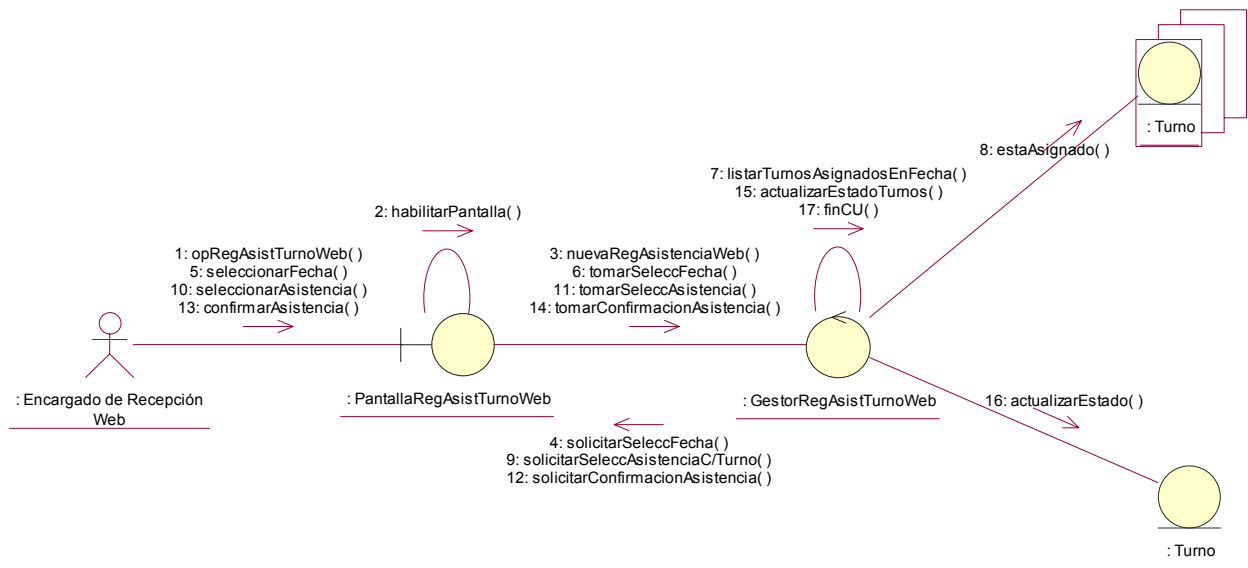 : Turno
8: estaAsignado( )
7: listarTurnosAsignadosEnFecha( )
15: actualizarEstadoTurnos( )
17: finCU( )
2: habilitarPantalla( )
1: opRegAsistTurnoWeb( )
5: seleccionarFecha( )
10: seleccionarAsistencia( )
13: confirmarAsistencia( )
3: nuevaRegAsistenciaWeb( )
6: tomarSeleccFecha( )
11: tomarSeleccAsistencia( )
14: tomarConfirmacionAsistencia( )
: Encargado de Recepción
Web
: PantallaRegAsistTurnoWeb
: GestorRegAsistTurnoWeb
16: actualizarEstado( )
4: solicitarSeleccFecha( )
9: solicitarSeleccAsistenciaC/Turno( )
12: solicitarConfirmacionAsistencia( )
: Turno